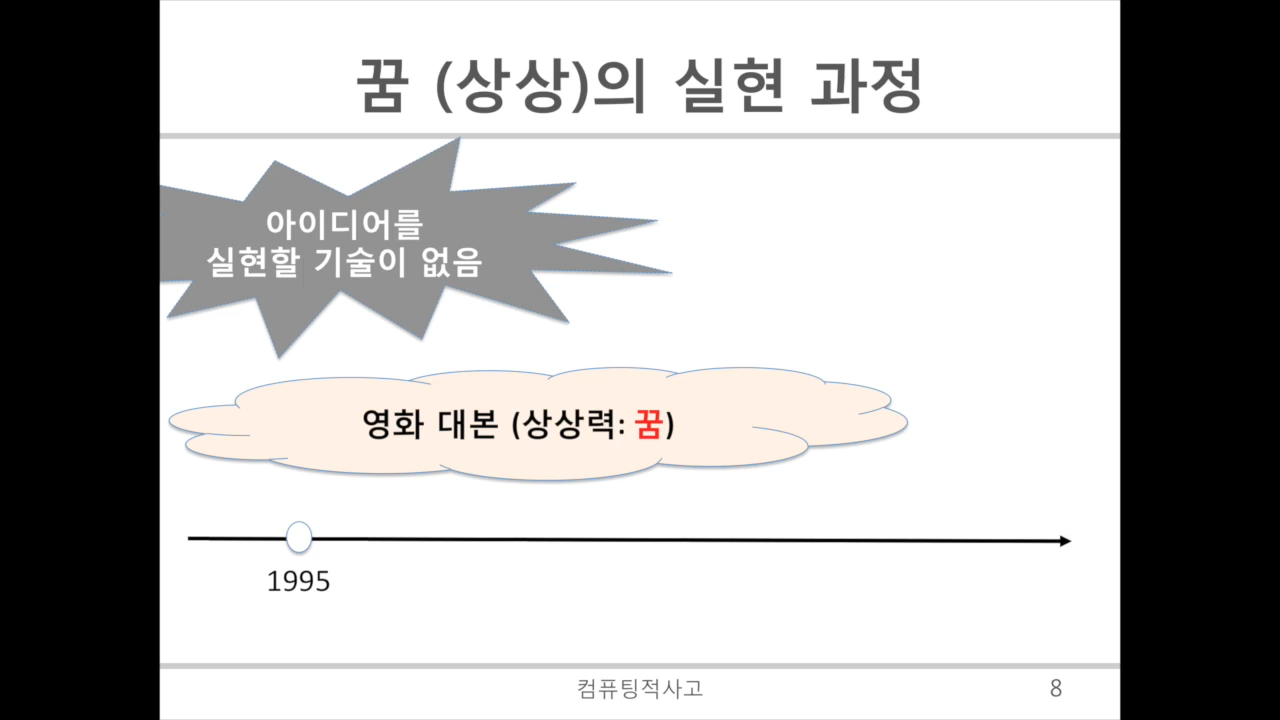 꿈 (상상)의 실현 과정
아이디어를
실현할 기술이 없음
영화 대본 (상상력: 꿈)
1995
컴퓨팅적사고
8